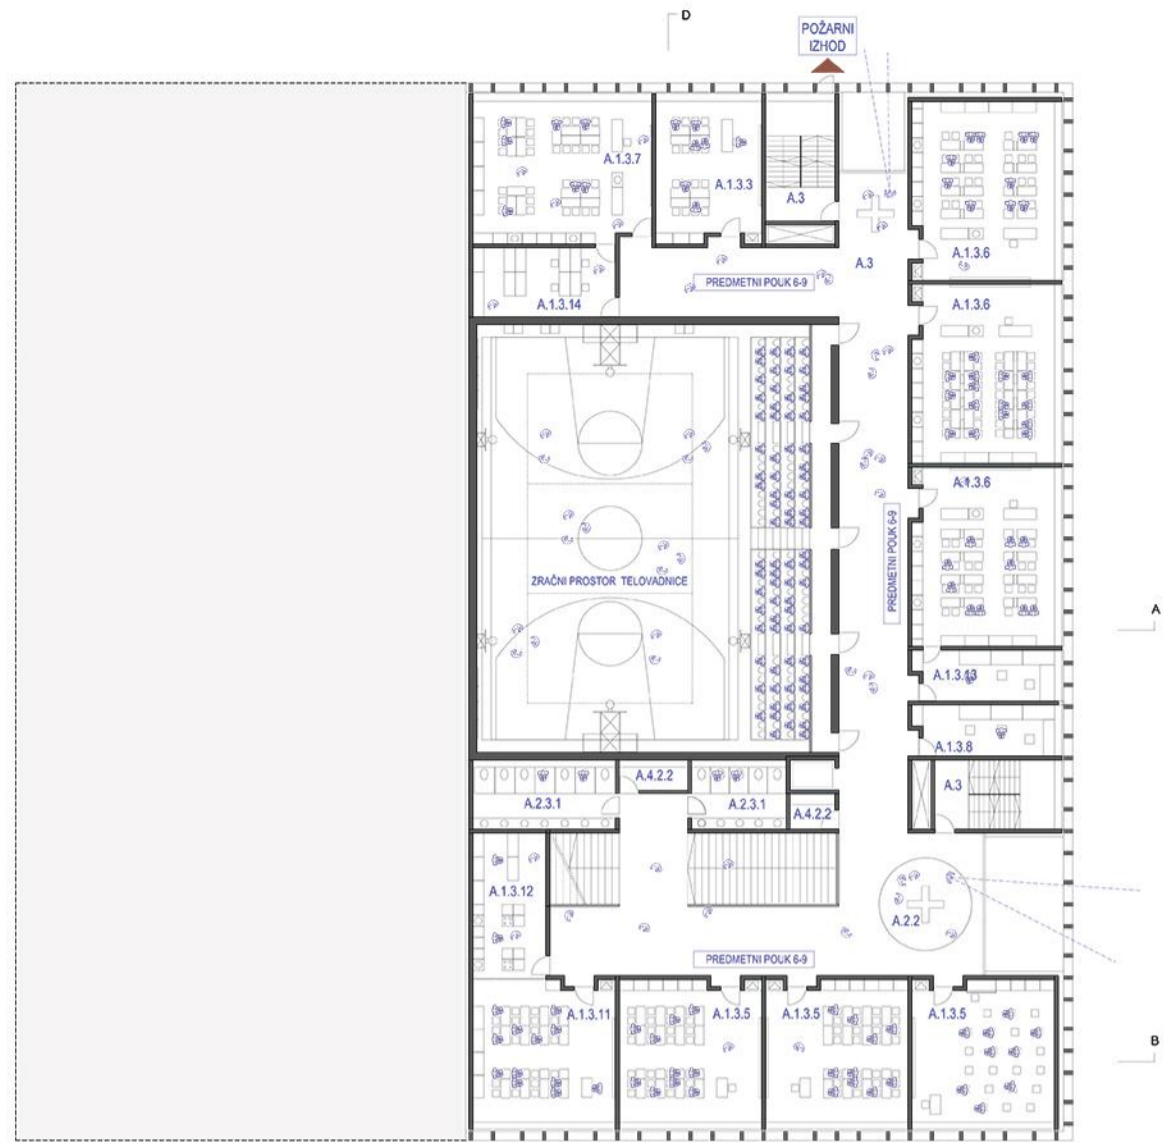 D
POŽARNI
IZHOD
A.1.3.7
A.1.3.3
A.3
A.3
A.1.3.6
PREDMETNI POUK 6-9
A.1.3.14
A.1.3.6
A.1.3.6
PREDMETNI POUK 6-9
ZRAČNI PROSTOR TELOVADNICE
A
A.1.3.13
A.1.3.8
A.4.2.2
A.3
A.2.3.1
A.2.3.1
A.4.2.2
A.1.3.12
A.2.2
PREDMETNI POUK 6-9
A.1.3.11
A.1.3.5
A.1.3.5
A.1.3.5
B